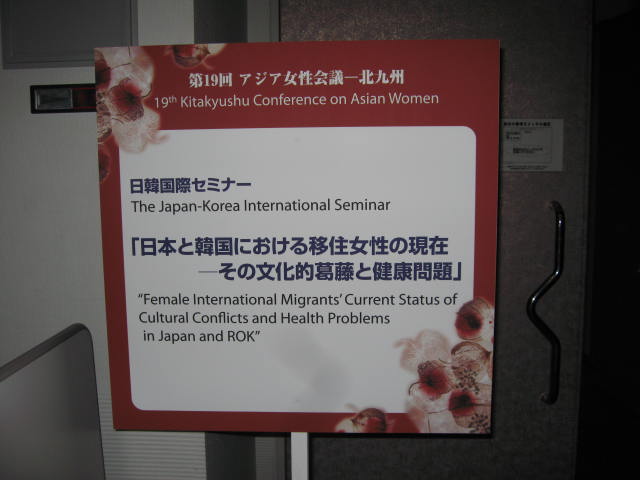 第19回 アジア女性会議―北九州
19th Kitakyushu Conference on Asian Women
日韓国際セミナー
The Japan-Korea International Seminar
「日本と韓国における移住女性の現在
―その文化的葛藤と健康問題」
“Female International Migrants’ Current Status of
Cultural Conflicts and Health Problems
in Japan and ROK”